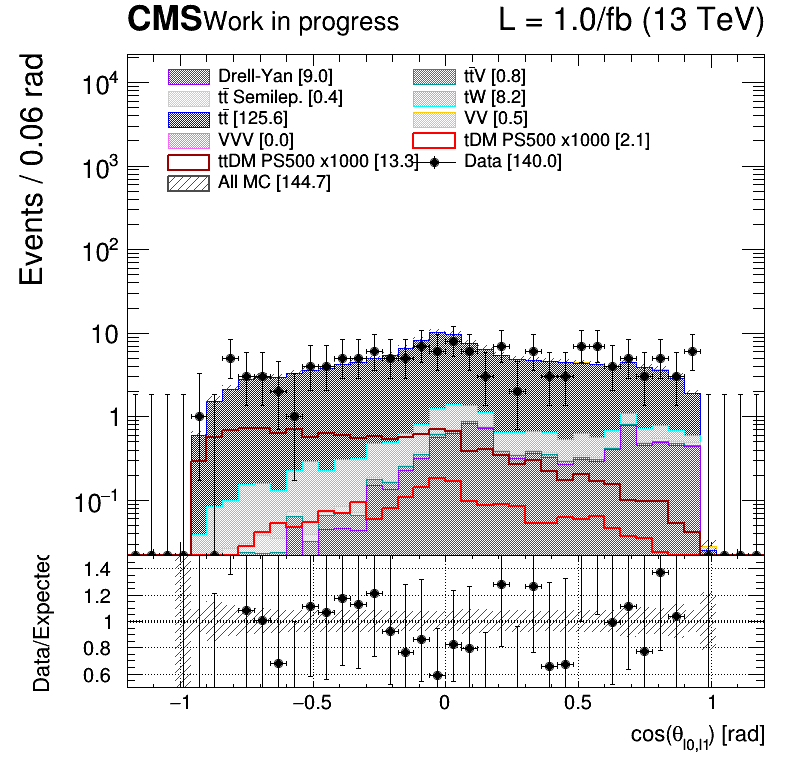 CMS Work in progress L = 1.0/fb (13 TeV)
Events / 0.06 rad
Drell-Yan [9.0] tt̄V [0.8]
tt̄ Semilep. [0.4] tW [8.2]
tt̄ [125.6] VV [0.5]
VVV [0.0] tDM PS500 x1000 [2.1]
ttDM PS500 x1000 [13.3] Data [140.0]
All MC [144.7]
10⁴
10³
10²
10
1
10⁻¹
Data/Expected
1.4
1.2
1
0.8
0.6
−1 −0.5 0 0.5 1
cos(θ_l0,l1) [rad]